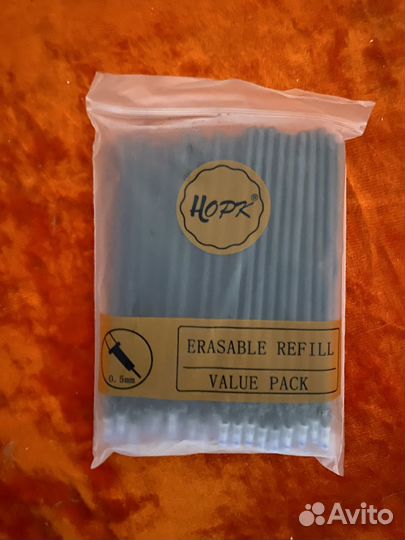 HOPK®
ERASABLE REFILL
VALUE PACK
0.5mm
Avito